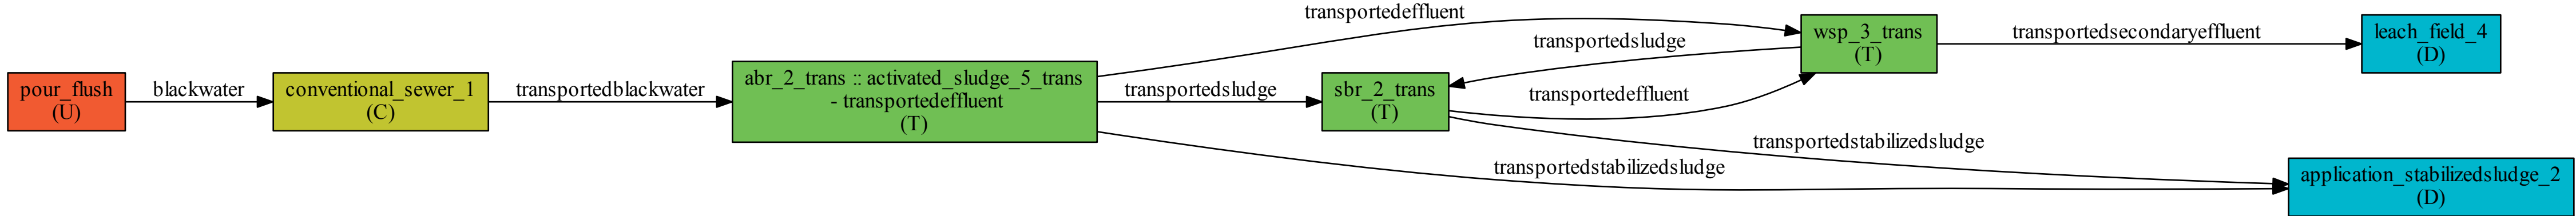 pour_flush
(U)
blackwater
conventional_sewer_1
(C)
transportedblackwater
abr_2_trans :: activated_sludge_5_trans
- transportedeffluent
(T)
transportedeffluent
transportedsludge
transportedstabilizedsludge
sbr_2_trans
(T)
transportedsludge
transportedeffluent
transportedstabilizedsludge
wsp_3_trans
(T)
transportedsecondaryeffluent
leach_field_4
(D)
application_stabilizedsludge_2
(D)